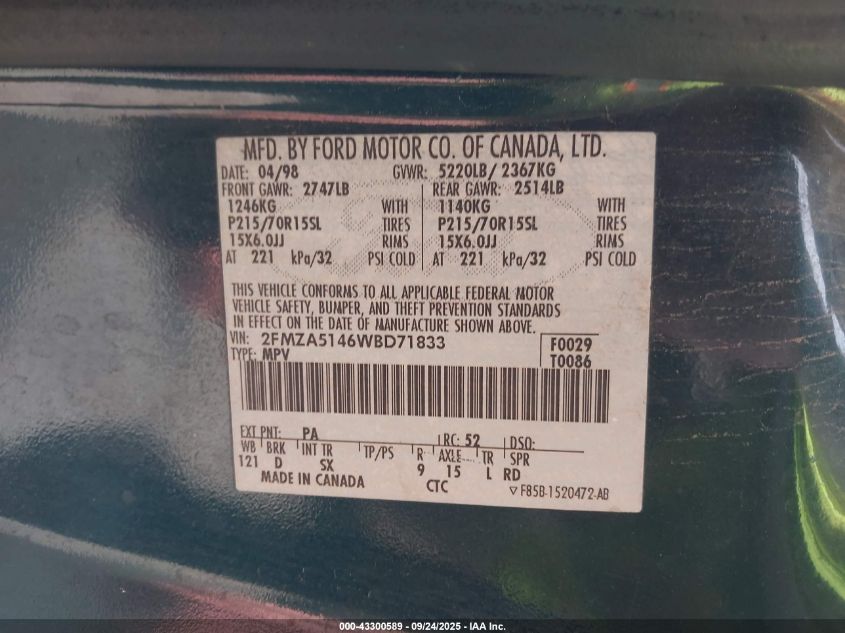 MFD. BY FORD MOTOR CO. OF CANADA, LTD.
DATE: 04/98 GVWR: 5220LB/ 2367KG
FRONT GAWR: 2747LB REAR GAWR: 2514LB
1246KG WITH 1140KG WITH
P215/70R15SL TIRES P215/70R15SL TIRES
15X6.0JJ RIMS 15X6.0JJ RIMS
AT 221 kPa/32 PSI COLD AT 221 kPa/32 PSI COLD
THIS VEHICLE CONFORMS TO ALL APPLICABLE FEDERAL MOTOR
VEHICLE SAFETY, BUMPER, AND THEFT PREVENTION STANDARDS
IN EFFECT ON THE DATE OF MANUFACTURE SHOWN ABOVE.
VIN: 2FMZA5146WBD71833 F0029
TYPE: MPV T0086
EXT PNT: PA RC: 52 DSO:
WB BRK INT TR TP/PS R AXLE TR SPR
121 D SX 9 15 L RD
MADE IN CANADA CTC ▽ F85B-1520472-AB
000-43300589 - 09/24/2025 - IAA Inc.